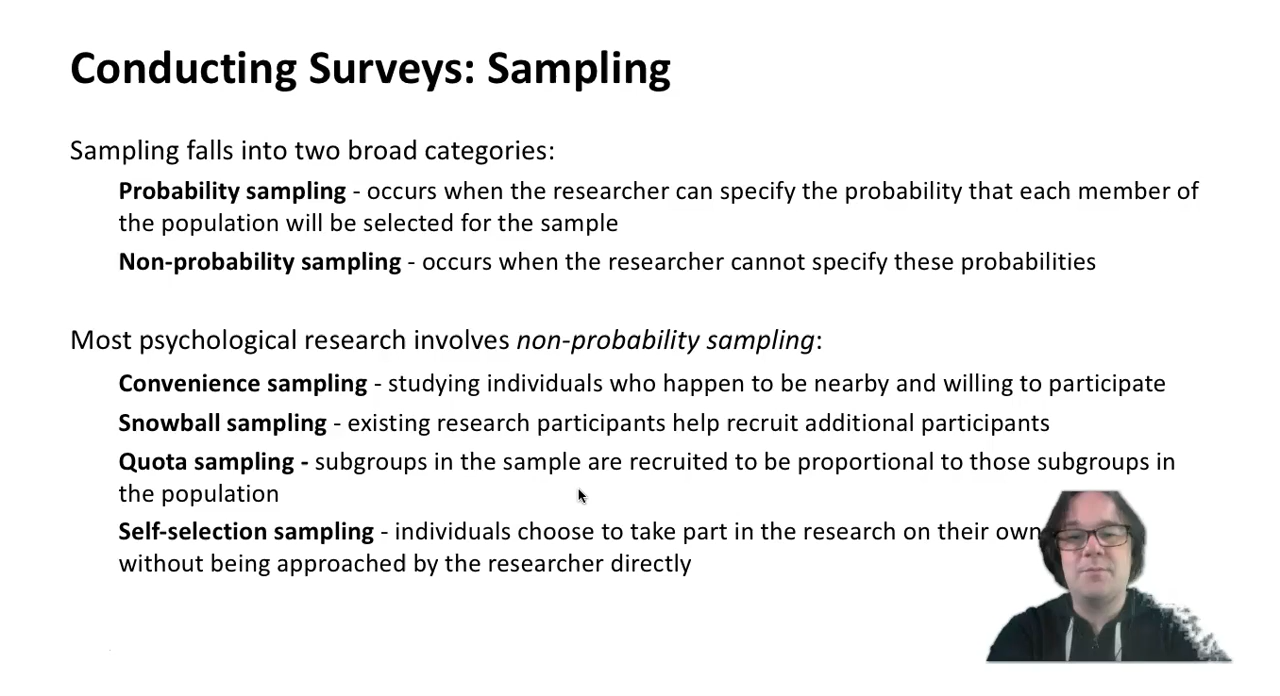 Conducting Surveys: Sampling
Sampling falls into two broad categories:
Probability sampling - occurs when the researcher can specify the probability that each member of
the population will be selected for the sample
Non-probability sampling - occurs when the researcher cannot specify these probabilities
Most psychological research involves non-probability sampling:
Convenience sampling - studying individuals who happen to be nearby and willing to participate
Snowball sampling - existing research participants help recruit additional participants
Quota sampling - subgroups in the sample are recruited to be proportional to those subgroups in
the population
Self-selection sampling - individuals choose to take part in the research on their own
without being approached by the researcher directly